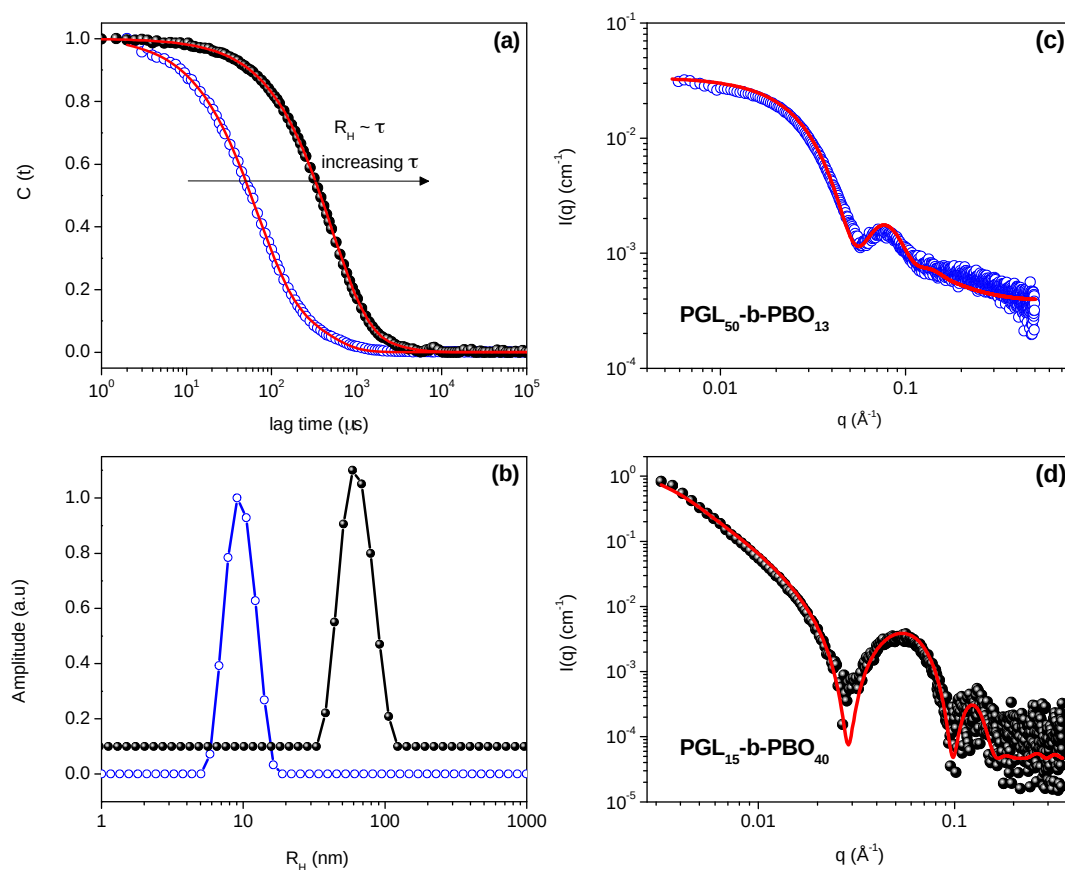 (a)
C (t)
1.0
0.8
0.6
0.4
0.2
0.0
R_H ~ τ
increasing τ
10^0 10^1 10^2 10^3 10^4 10^5
lag time (μs)
(b)
Amplitude (a.u)
1.0
0.8
0.6
0.4
0.2
0.0
1 10 100 1000
R_H (nm)
(c)
I(q) (cm^-1)
10^-1
10^-2
10^-3
10^-4
PGL_50-b-PBO_13
0.01 0.1
q (Å^-1)
(d)
I(q) (cm^-1)
10^0
10^-1
10^-2
10^-3
10^-4
10^-5
PGL_15-b-PBO_40
0.01 0.1
q (Å^-1)